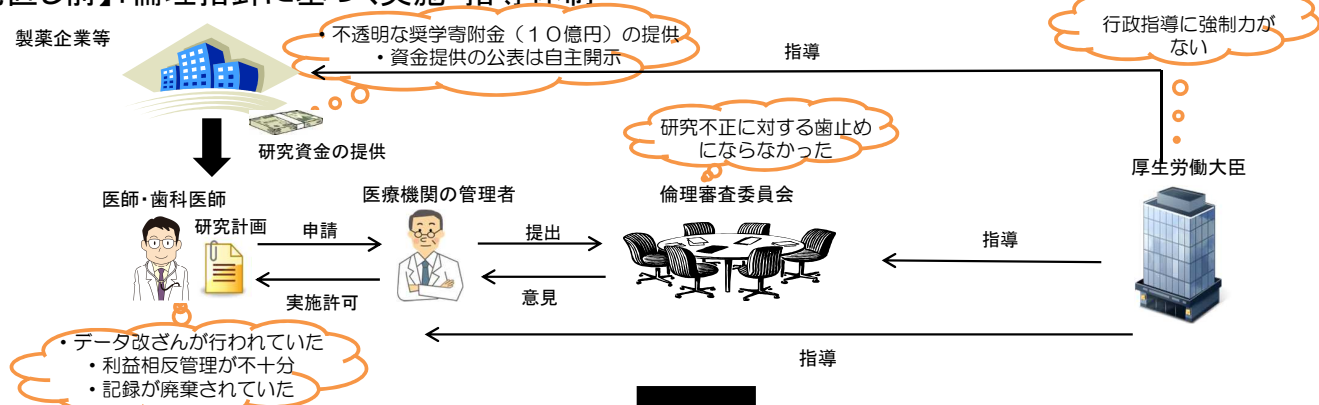 製薬企業等
・不透明な奨学寄附金(10億円)の提供
・資金提供の公表は自主開示
指導
行政指導に強制力が
ない
研究資金の提供
研究不正に対する歯止め
にならなかった
厚生労働大臣
医師・歯科医師
研究計画
申請
実施許可
医療機関の管理者
提出
意見
倫理審査委員会
指導
指導
・データ改ざんが行われていた
・利益相反管理が不十分
・記録が廃棄されていた